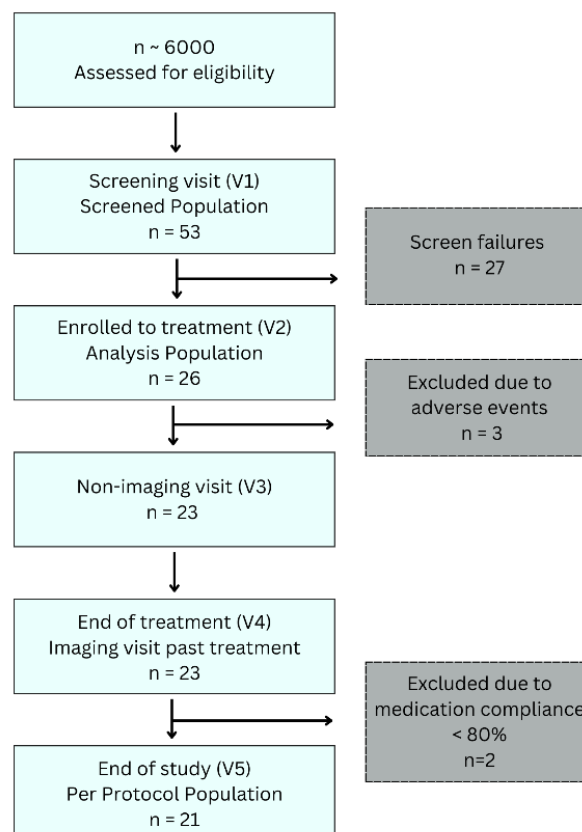 n ~ 6000
Assessed for eligibility
Screening visit (V1)
Screened Population
n = 53
Screen failures
n = 27
Enrolled to treatment (V2)
Analysis Population
n = 26
Excluded due to
adverse events
n = 3
Non-imaging visit (V3)
n = 23
End of treatment (V4)
Imaging visit past treatment
n = 23
Excluded due to
medication compliance
< 80%
n=2
End of study (V5)
Per Protocol Population
n = 21